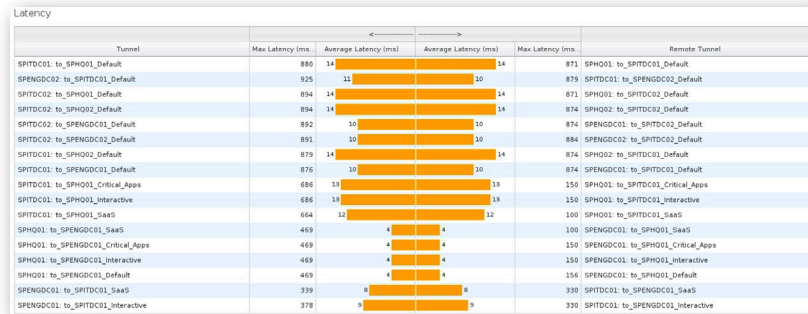 Latency
<-------------- -------------->
Tunnel Max Latency (ms... Average Latency (ms) Average Latency (ms) Max Latency (ms... Remote Tunnel
SPITDC01: to_SPHQ01_Default 880 14 14 871 SPHQ01: to_SPITDC01_Default
SPENGDC02: to_SPITDC01_Default 925 11 10 879 SPITDC01: to_SPENGDC02_Default
SPITDC02: to_SPHQ01_Default 894 14 14 871 SPHQ01: to_SPITDC02_Default
SPITDC02: to_SPHQ02_Default 894 14 14 874 SPHQ02: to_SPITDC02_Default
SPITDC02: to_SPENGDC01_Default 892 10 10 874 SPENGDC01: to_SPITDC02_Default
SPITDC02: to_SPENGDC02_Default 891 10 10 884 SPENGDC02: to_SPITDC02_Default
SPITDC01: to_SPHQ02_Default 879 14 14 874 SPHQ02: to_SPITDC01_Default
SPITDC01: to_SPENGDC01_Default 876 10 10 874 SPENGDC01: to_SPITDC01_Default
SPITDC01: to_SPHQ01_Critical_Apps 686 13 13 150 SPHQ01: to_SPITDC01_Critical_Apps
SPITDC01: to_SPHQ01_Interactive 686 13 13 150 SPHQ01: to_SPITDC01_Interactive
SPITDC01: to_SPHQ01_SaaS 664 12 12 100 SPHQ01: to_SPITDC01_SaaS
SPHQ01: to_SPENGDC01_SaaS 469 4 4 100 SPENGDC01: to_SPHQ01_SaaS
SPHQ01: to_SPENGDC01_Critical_Apps 469 4 4 150 SPENGDC01: to_SPHQ01_Critical_Apps
SPHQ01: to_SPENGDC01_Interactive 469 4 4 150 SPENGDC01: to_SPHQ01_Interactive
SPHQ01: to_SPENGDC01_Default 469 4 4 156 SPENGDC01: to_SPHQ01_Default
SPENGDC01: to_SPITDC01_SaaS 339 8 8 330 SPITDC01: to_SPENGDC01_SaaS
SPENGDC01: to_SPITDC01_Interactive 378 9 9 330 SPITDC01: to_SPENGDC01_Interactive